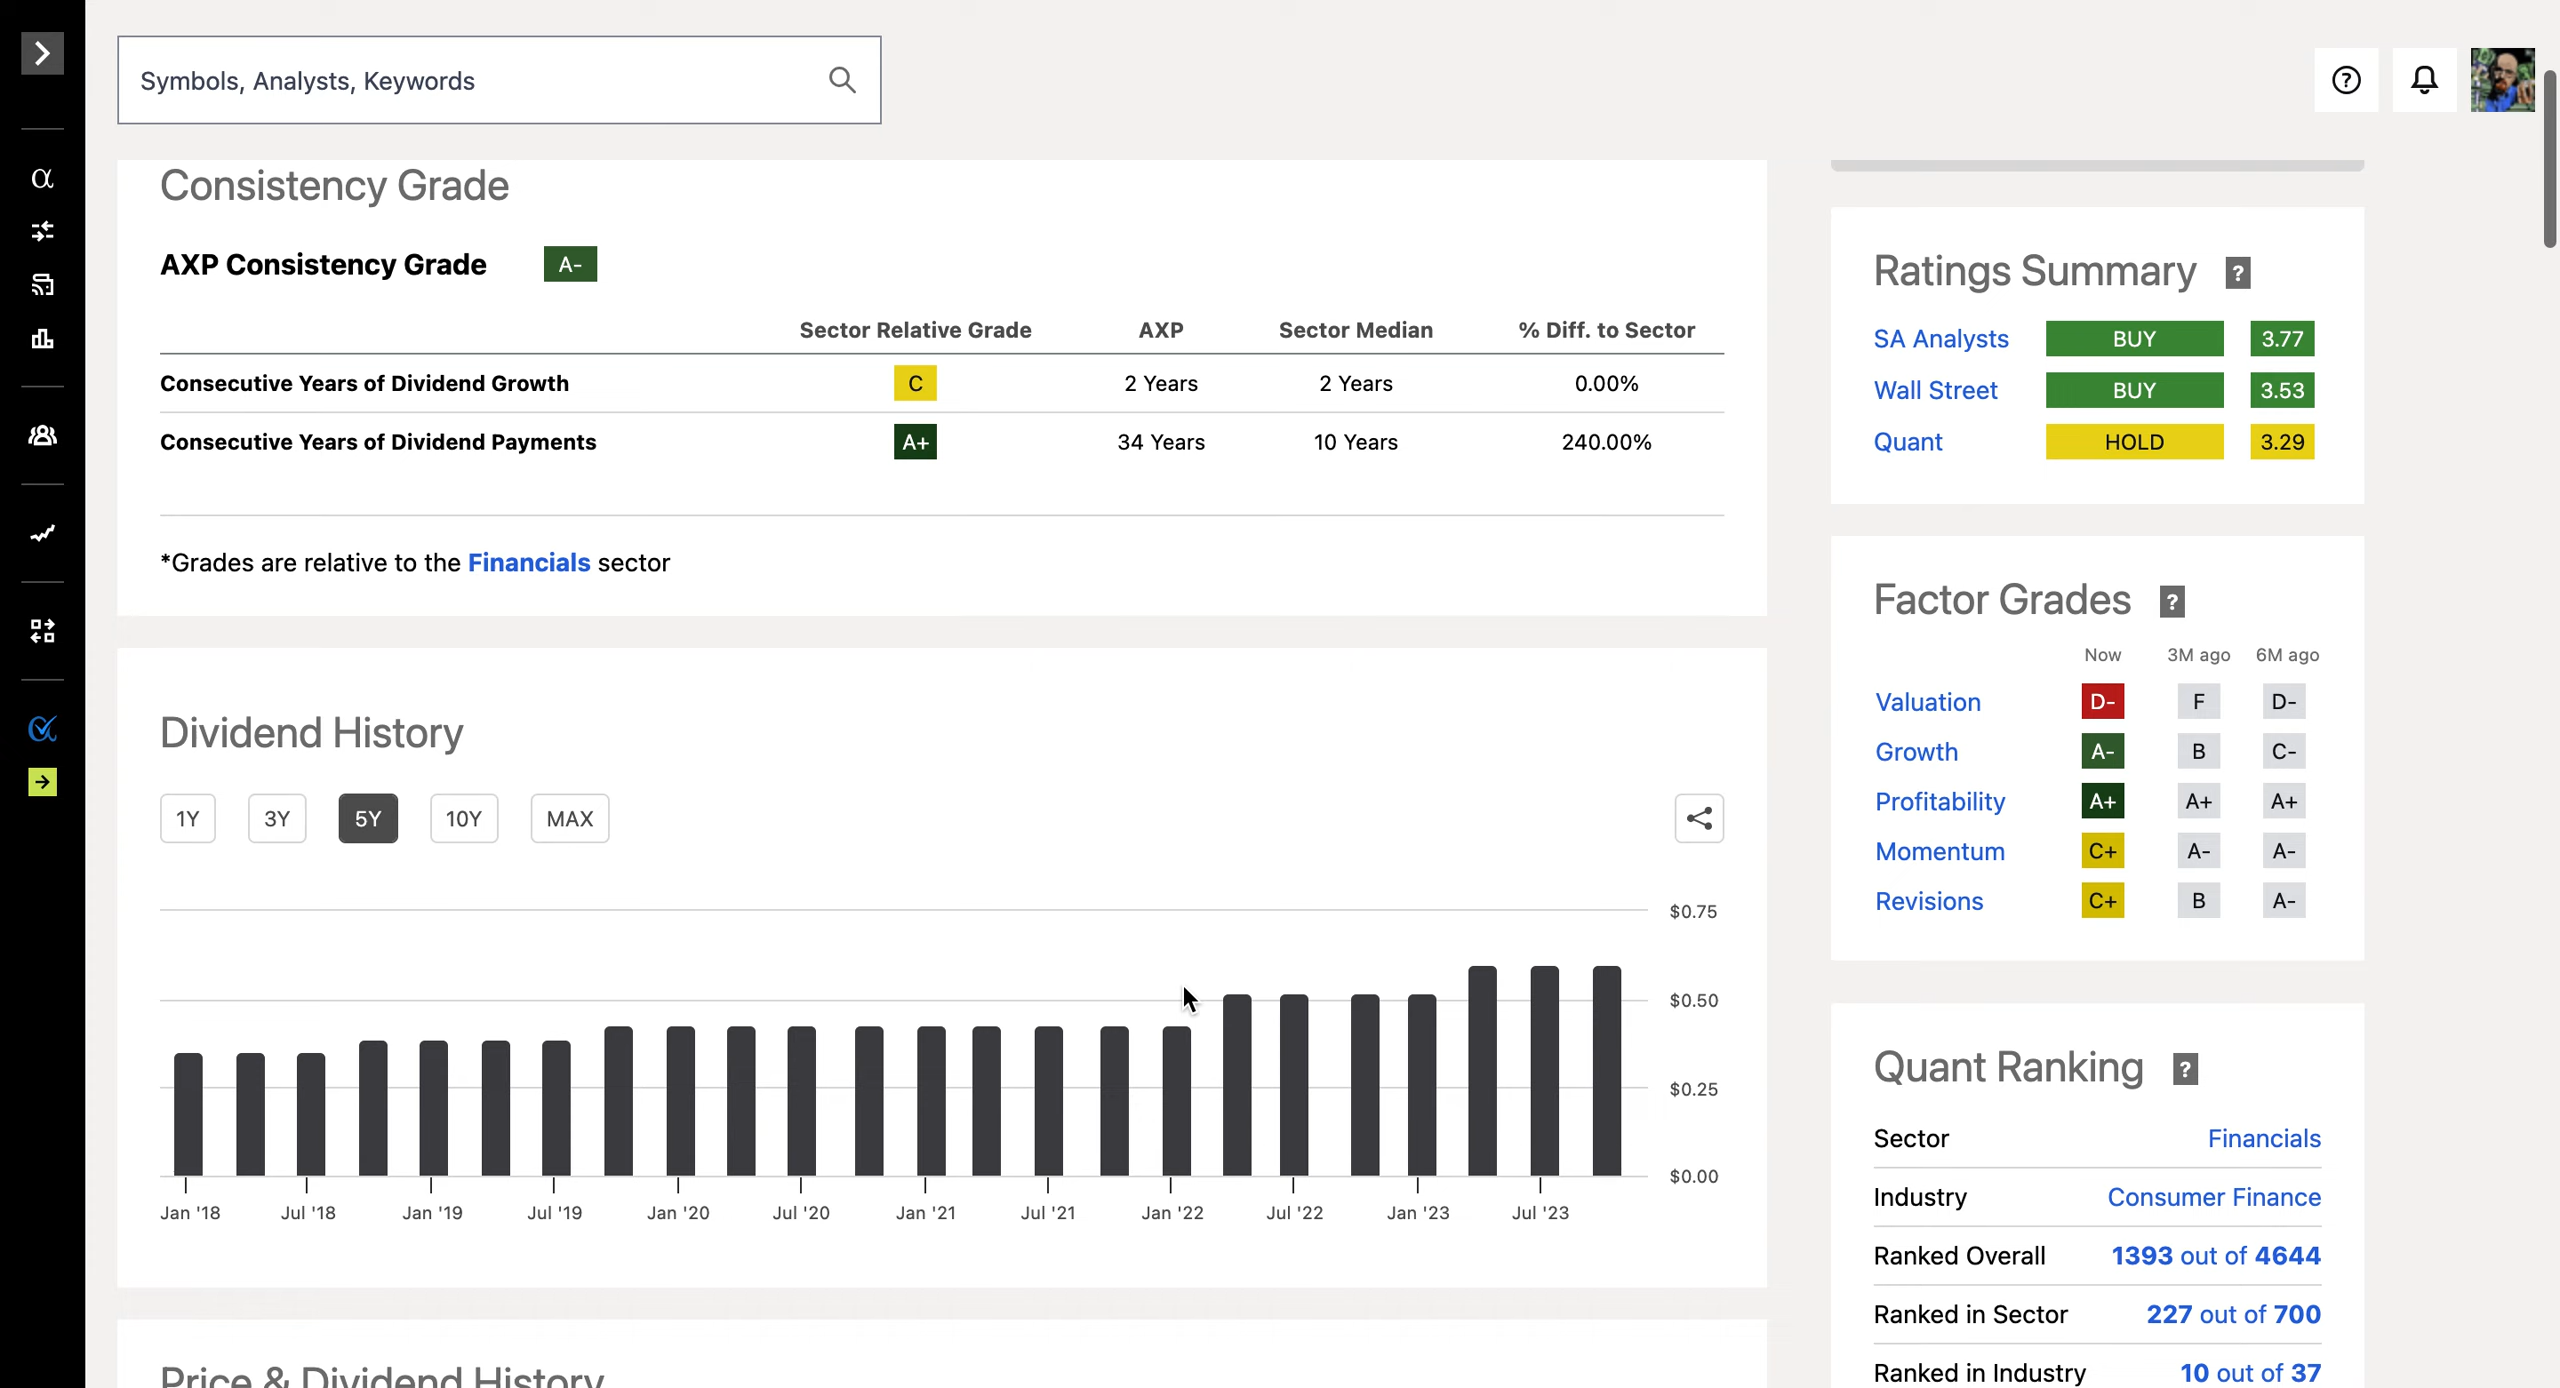 Symbols, Analysts, Keywords
Consistency Grade
AXP Consistency Grade A-
Sector Relative Grade AXP Sector Median % Diff. to Sector
Consecutive Years of Dividend Growth C 2 Years 2 Years 0.00%
Consecutive Years of Dividend Payments A+ 34 Years 10 Years 240.00%
*Grades are relative to the Financials sector
Dividend History
1Y 3Y 5Y 10Y MAX
$0.75
$0.50
$0.25
$0.00
Jan '18 Jul '18 Jan '19 Jul '19 Jan '20 Jul '20 Jan '21 Jul '21 Jan '22 Jul '22 Jan '23 Jul '23
Price & Dividend History
Ratings Summary ?
SA Analysts BUY 3.77
Wall Street BUY 3.53
Quant HOLD 3.29
Factor Grades ?
Now 3M ago 6M ago
Valuation D- F D-
Growth A- B C-
Profitability A+ A+ A+
Momentum C+ A- A-
Revisions C+ B A-
Quant Ranking ?
Sector Financials
Industry Consumer Finance
Ranked Overall 1393 out of 4644
Ranked in Sector 227 out of 700
Ranked in Industry 10 out of 37